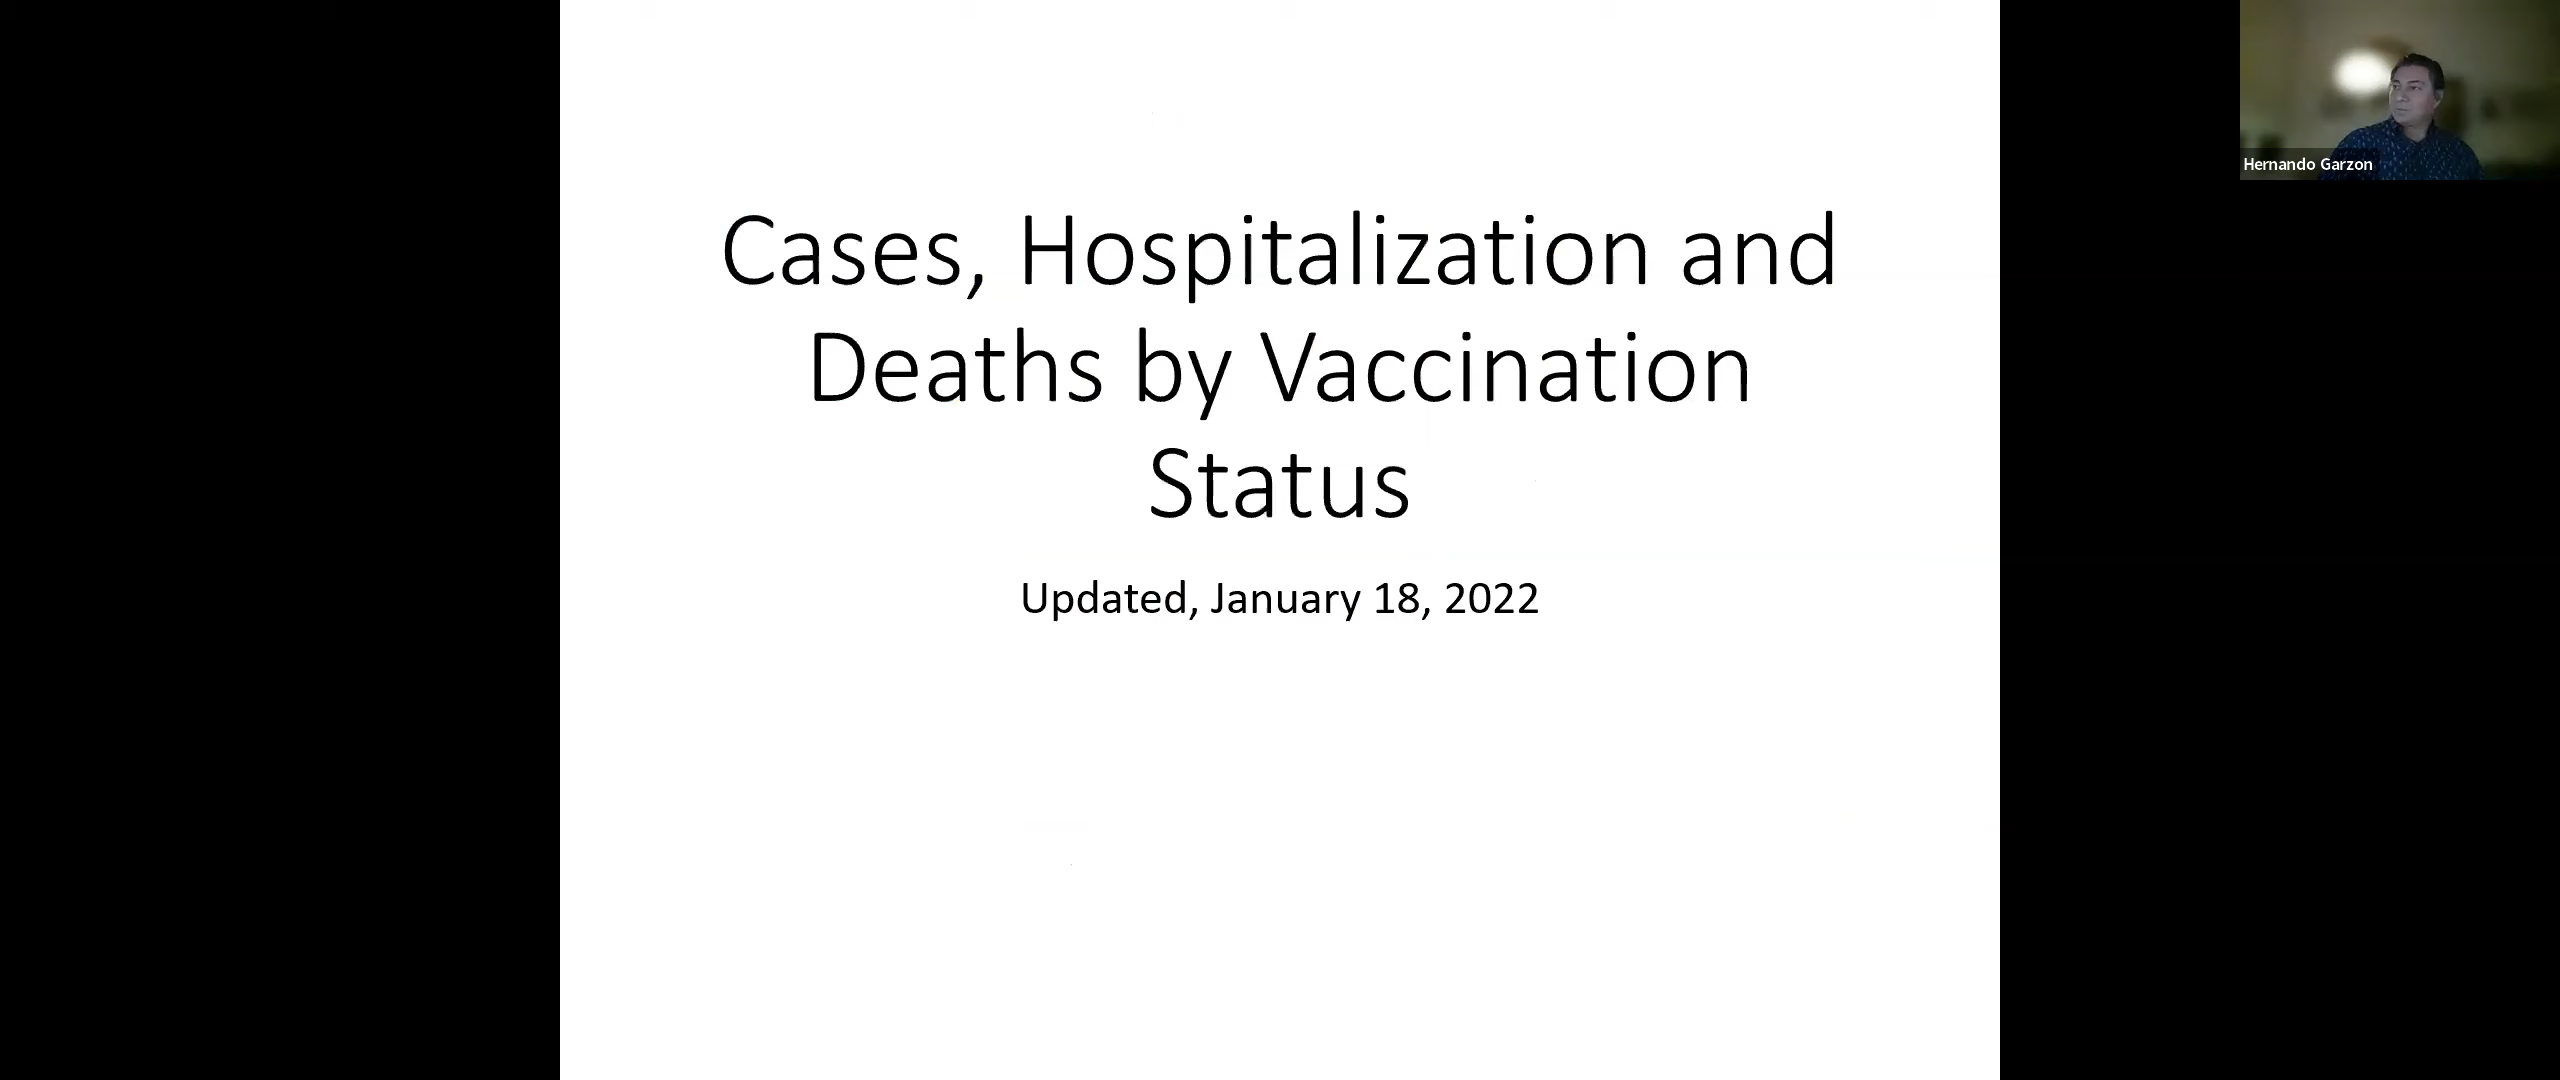 Cases, Hospitalization and
Deaths by Vaccination
Status
Updated, January 18, 2022
Hernando Garzon